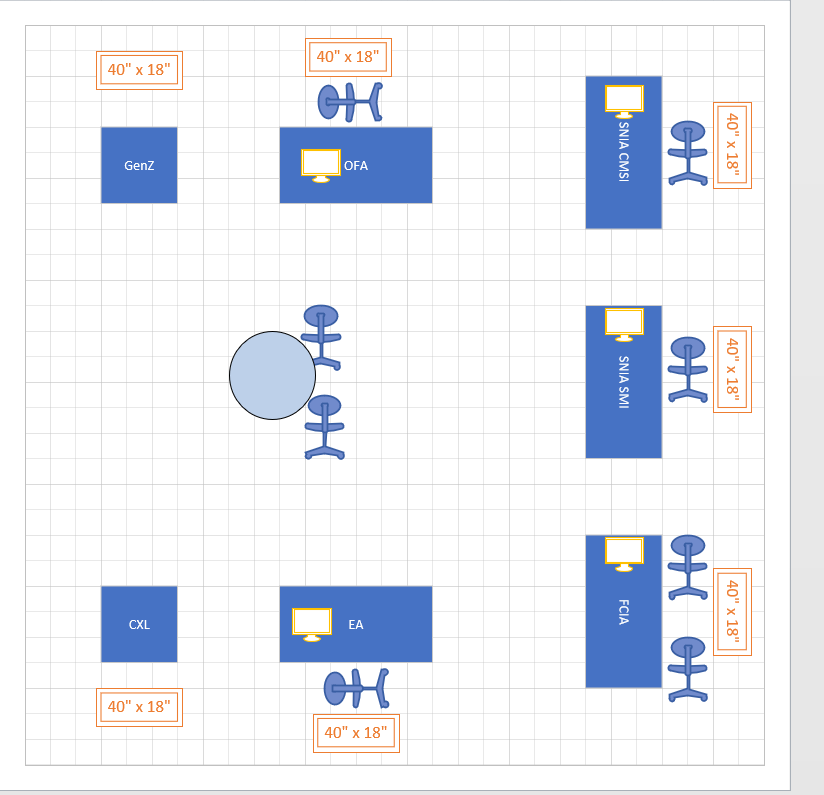 40" x 18"
40" x 18"
GenZ
OFA
SNIA CMSI
40" x 18"
SNIA SMI
40" x 18"
CXL
EA
FCIA
40" x 18"
40" x 18"
40" x 18"